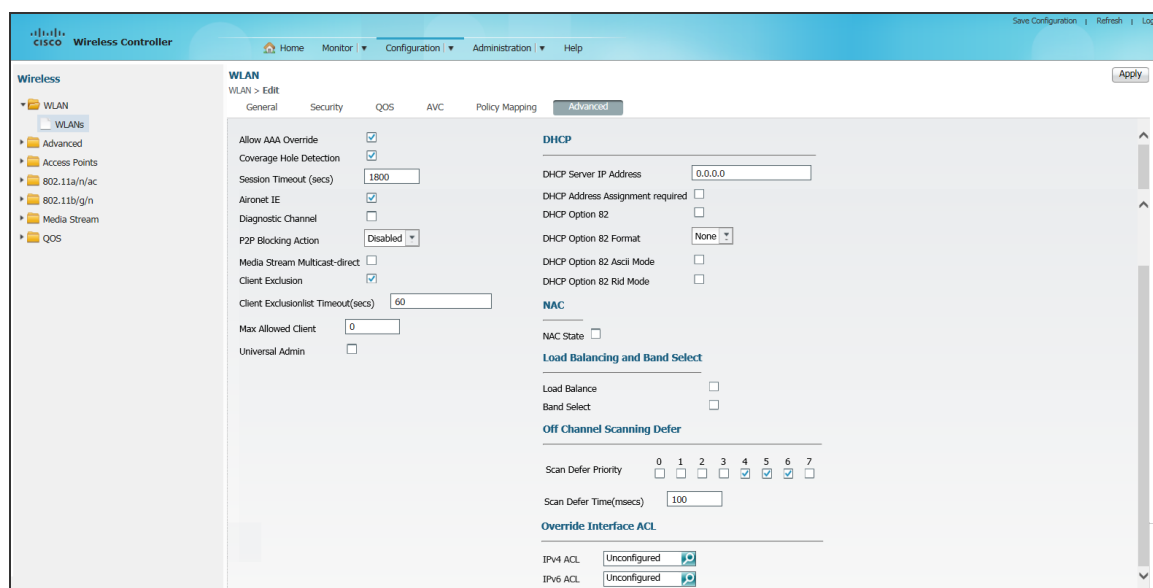 Save Configuration | Refresh | Log
CISCO Wireless Controller
Home Monitor Configuration Administration Help
Wireless
WLAN
WLANs
Advanced
Access Points
802.11a/n/ac
802.11b/g/n
Media Stream
QOS
WLAN
Apply
WLAN > Edit
General Security QOS AVC Policy Mapping Advanced
Allow AAA Override
Coverage Hole Detection
Session Timeout (secs) 1800
Aironet IE
Diagnostic Channel
P2P Blocking Action Disabled
Media Stream Multicast-direct
Client Exclusion
Client Exclusionlist Timeout(secs) 60
Max Allowed Client 0
Universal Admin
DHCP
DHCP Server IP Address 0.0.0.0
DHCP Address Assignment required
DHCP Option 82
DHCP Option 82 Format None
DHCP Option 82 Ascii Mode
DHCP Option 82 Rid Mode
NAC
NAC State
Load Balancing and Band Select
Load Balance
Band Select
Off Channel Scanning Defer
0 1 2 3 4 5 6 7
Scan Defer Priority
Scan Defer Time(msecs) 100
Override Interface ACL
IPv4 ACL Unconfigured
IPv6 ACL Unconfigured